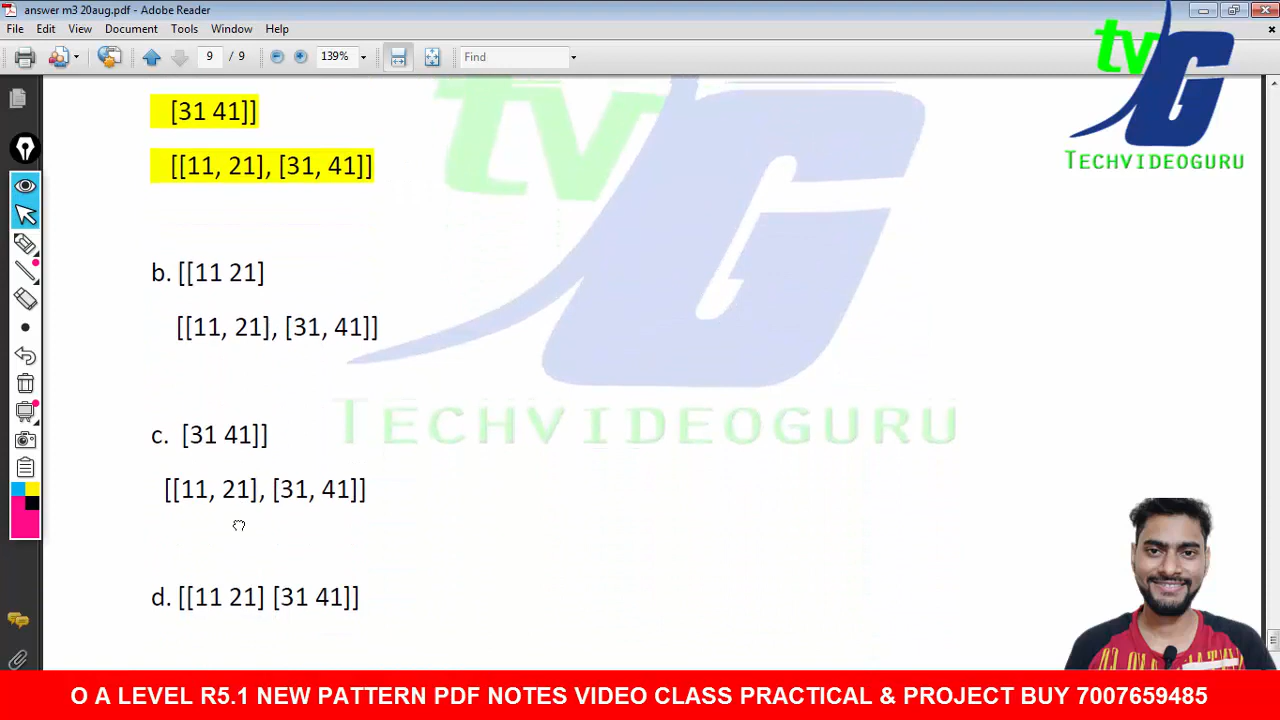 answer m3 20aug.pdf - Adobe Reader
File Edit View Document Tools Window Help
9 / 9 139% Find
tvG
TECHVIDEOGURU
[31 41]]
[[11, 21], [31, 41]]
b. [[11 21]
[[11, 21], [31, 41]]
c. [31 41]]
[[11, 21], [31, 41]]
d. [[11 21] [31 41]]
tvG
TECHVIDEOGURU
O A LEVEL R5.1 NEW PATTERN PDF NOTES VIDEO CLASS PRACTICAL & PROJECT BUY 7007659485